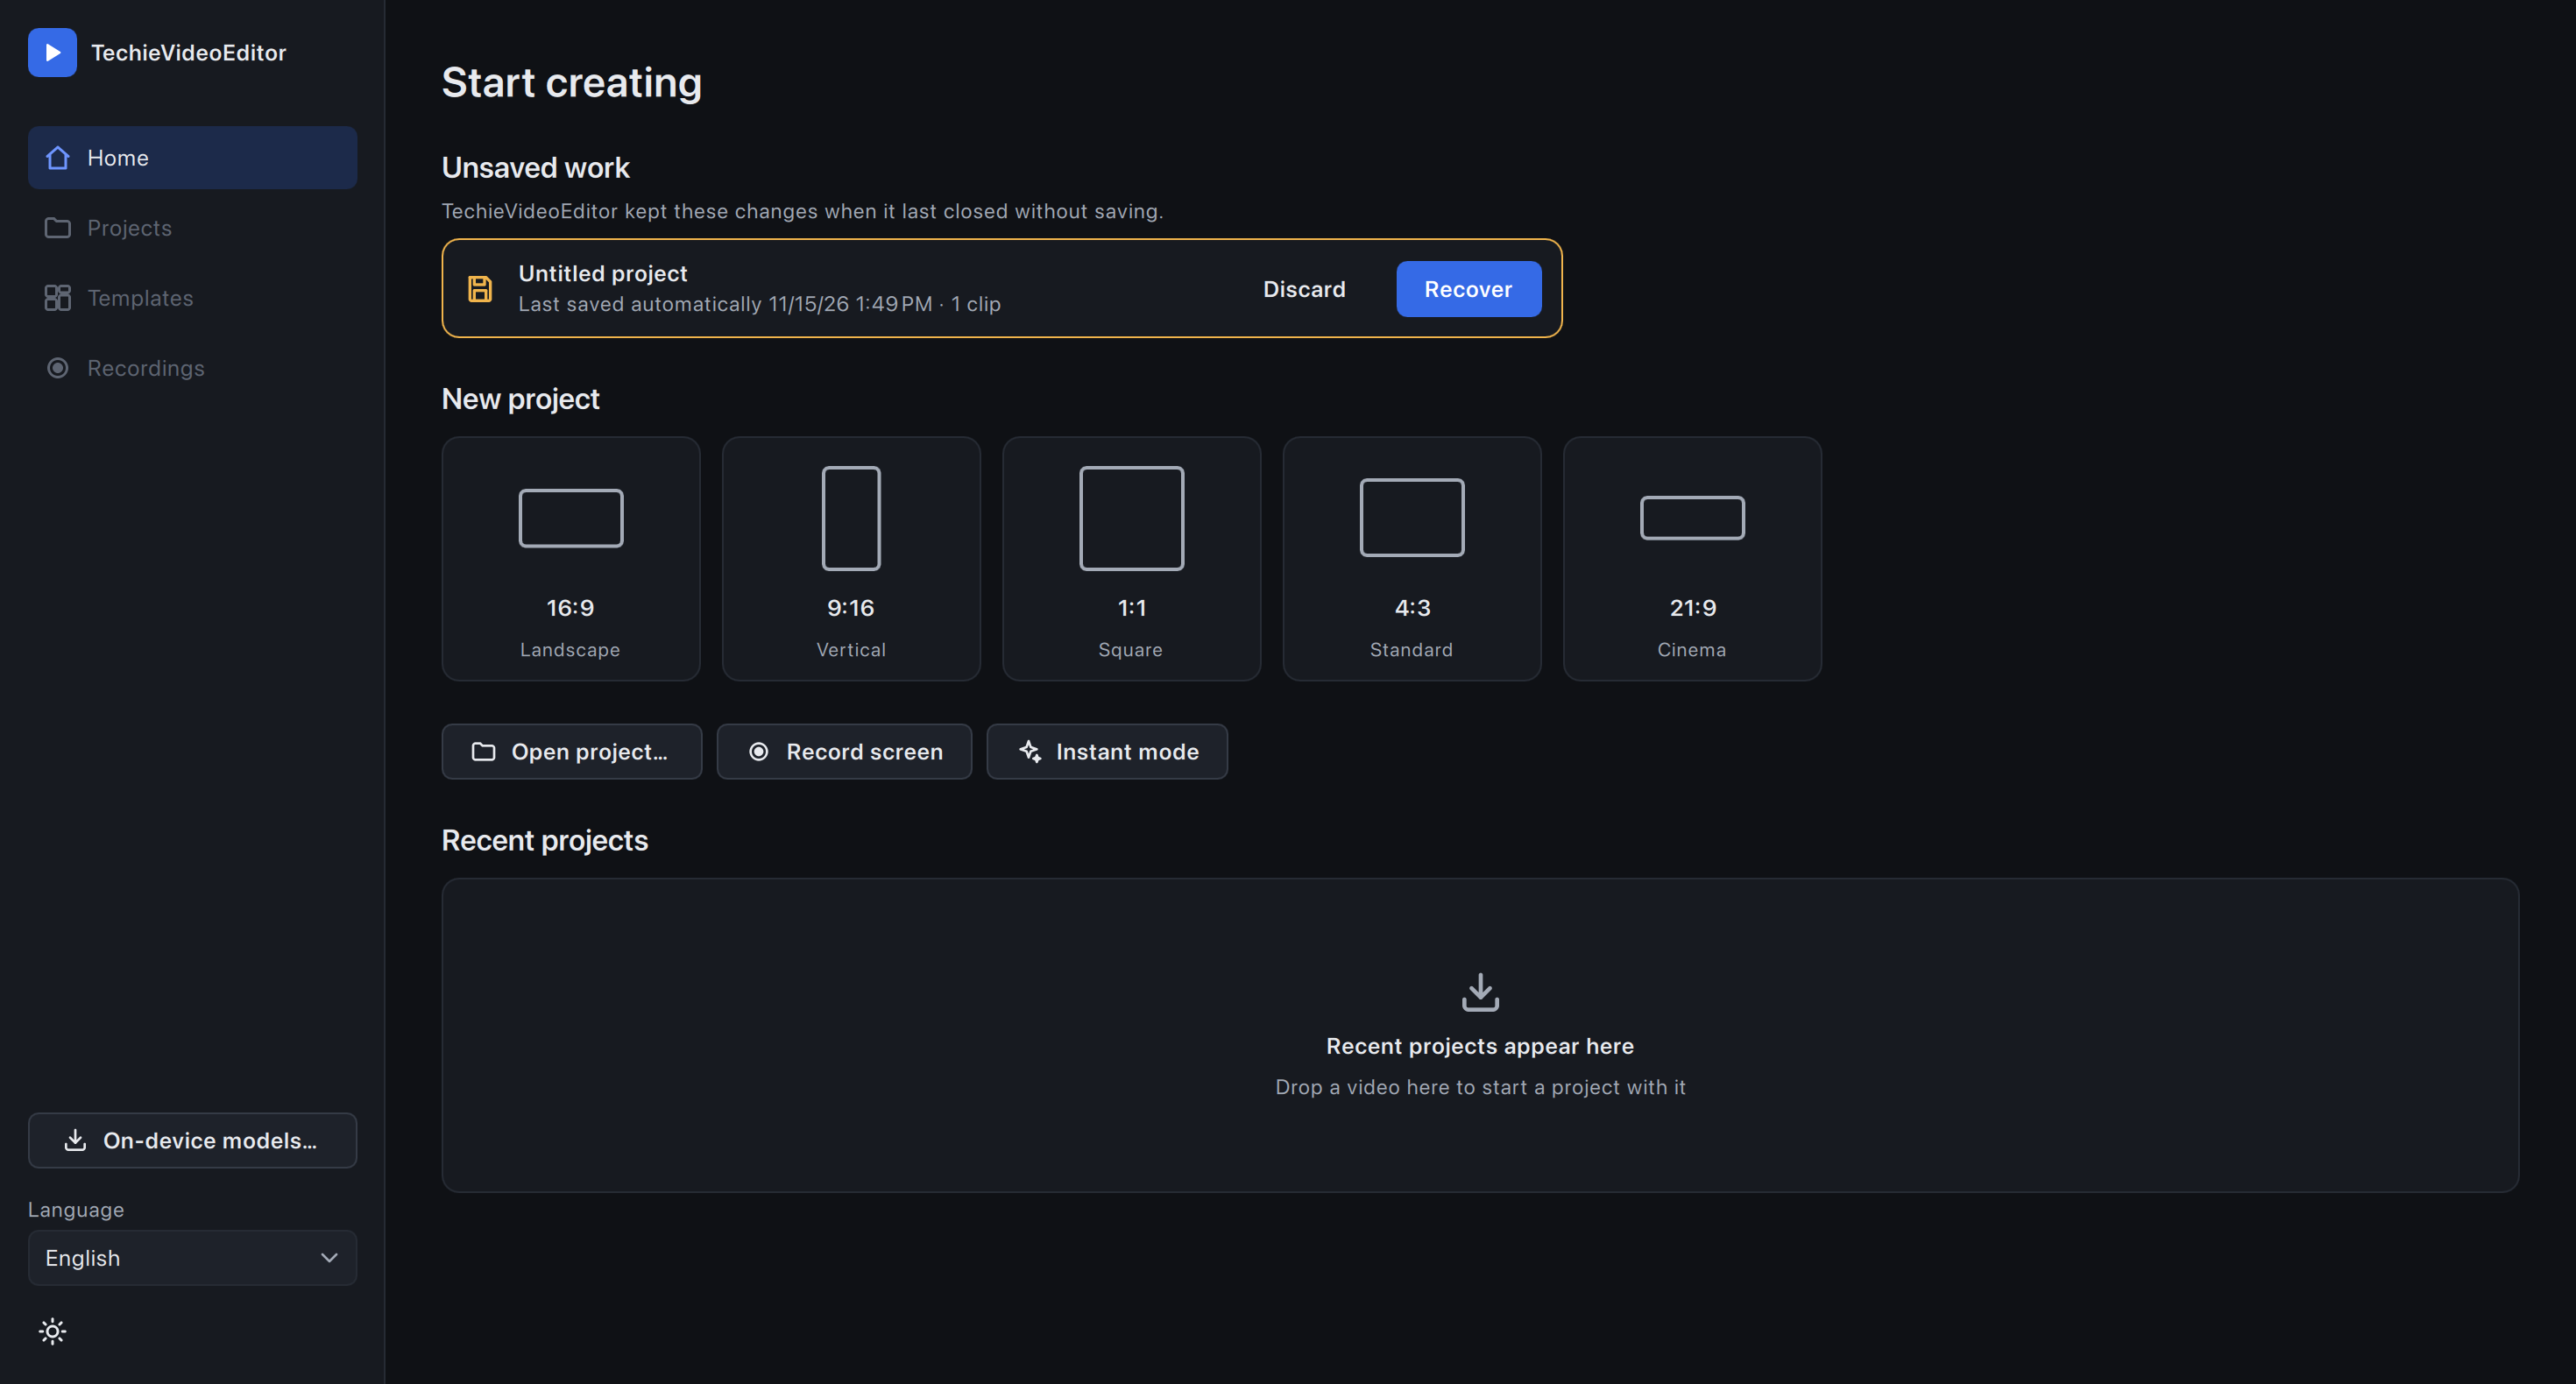 TechieVideoEditor
Home
Projects
Templates
Recordings
On-device models...
Language
English
Start creating
Unsaved work
TechieVideoEditor kept these changes when it last closed without saving.
Untitled project
Last saved automatically 11/15/26 1:49 PM · 1 clip
Discard
Recover
New project
16:9
Landscape
9:16
Vertical
1:1
Square
4:3
Standard
21:9
Cinema
Open project...
Record screen
Instant mode
Recent projects
Recent projects appear here
Drop a video here to start a project with it